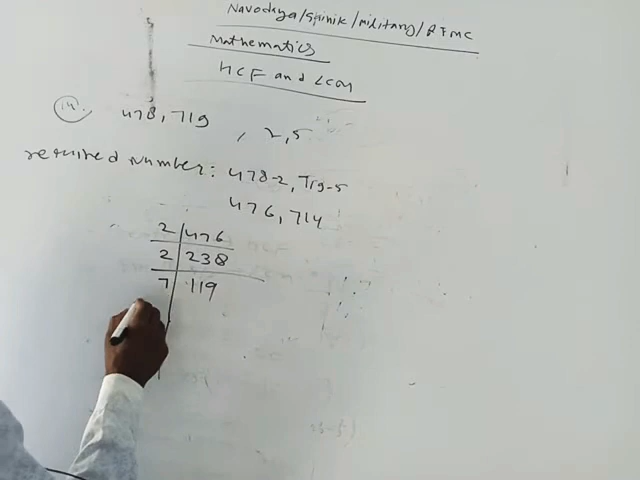 Navodaya/Sainik/military/RIMC
Mathematics
HCF and LCM
14. 478, 719 , 2,5
required number: 478-2, 719-5
476, 714
2 476
2 238
7 119